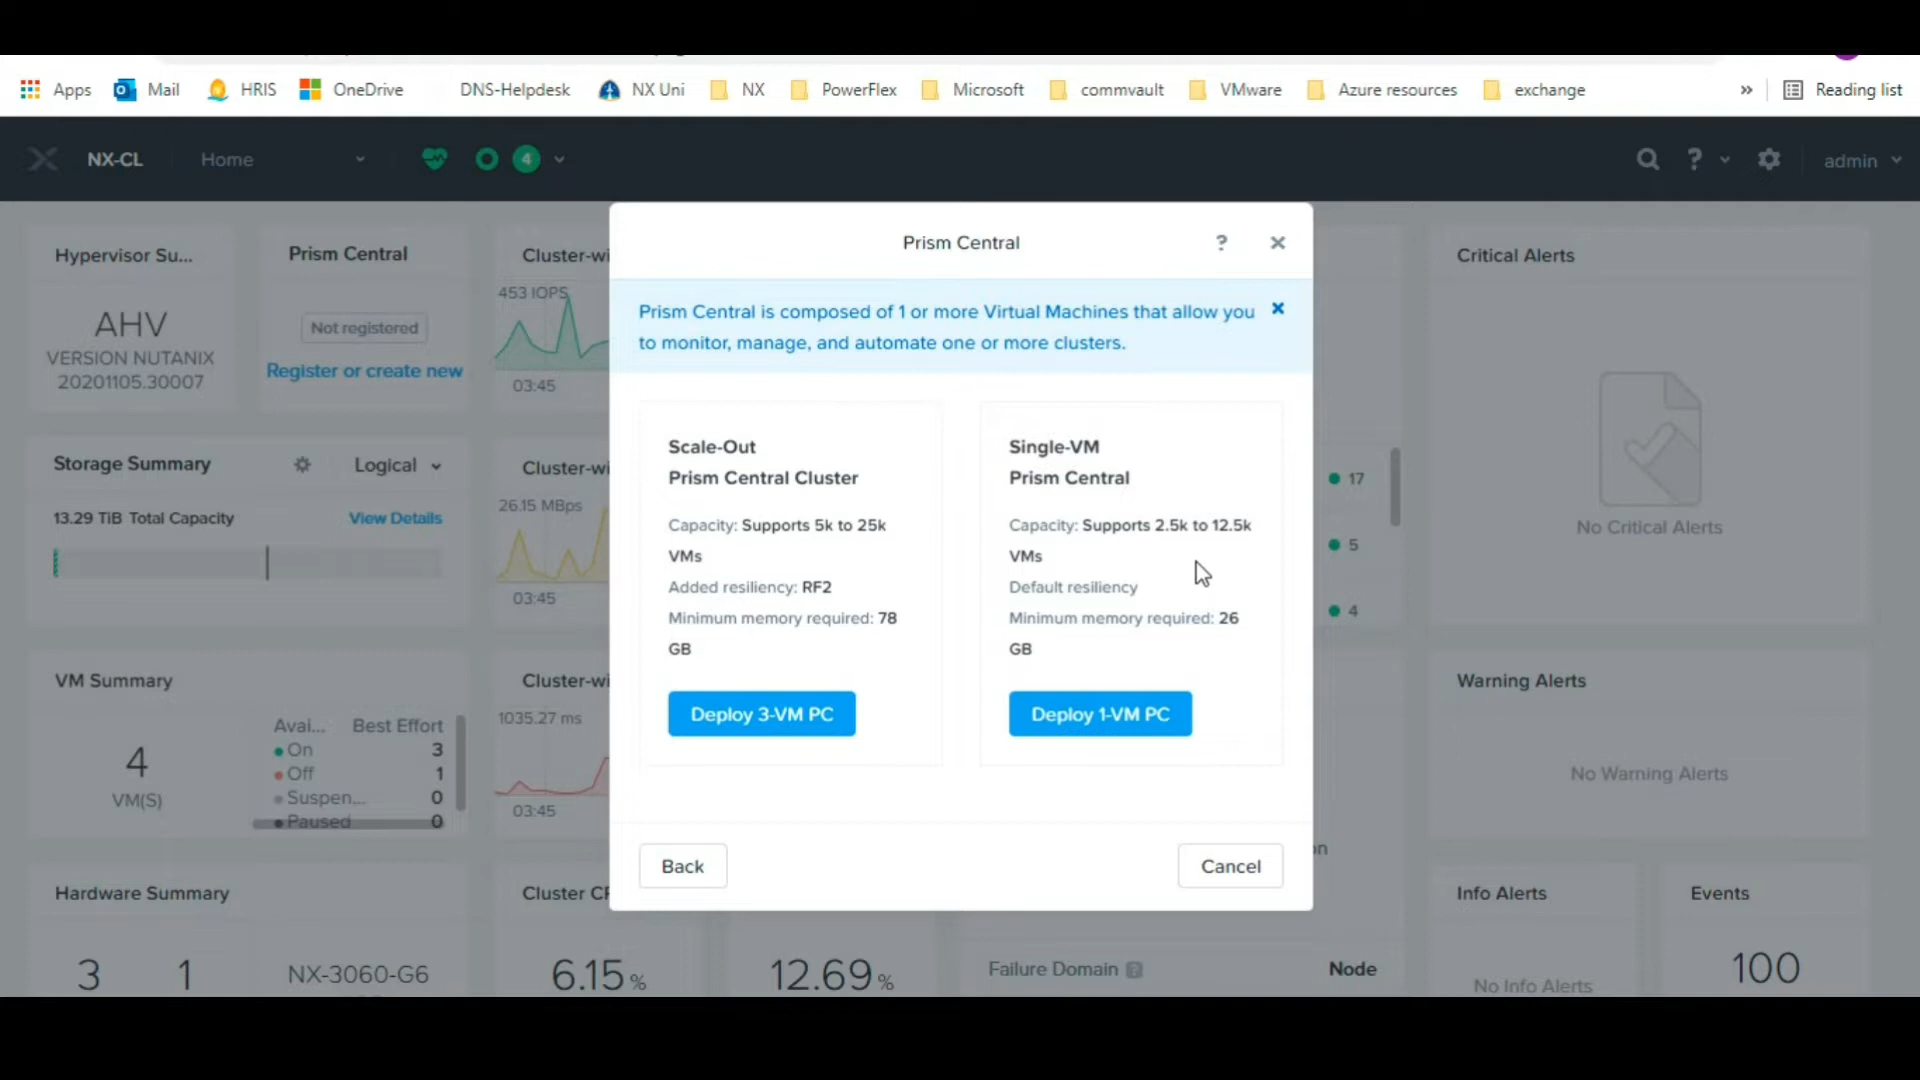 Apps
Mail
HRIS
OneDrive
DNS-Helpdesk
NX Uni
NX
PowerFlex
Microsoft
commvault
VMware
Azure resources
exchange
»
Reading list
NX-CL
Home
4
?
admin
Prism Central
?
Prism Central is composed of 1 or more Virtual Machines that allow you
to monitor, manage, and automate one or more clusters.
Scale-Out
Prism Central Cluster
Capacity: Supports 5k to 25k
VMs
Added resiliency: RF2
Minimum memory required: 78
GB
Deploy 3-VM PC
Single-VM
Prism Central
Capacity: Supports 2.5k to 12.5k
VMs
Default resiliency
Minimum memory required: 26
GB
Deploy 1-VM PC
Back
Cancel
Hypervisor Su...
AHV
VERSION NUTANIX
20201105.30007
Prism Central
Not registered
Register or create new
Storage Summary
Logical
13.29 TiB Total Capacity
View Details
VM Summary
4
VM(S)
Avai... Best Effort
On 3
Off 1
Suspen... 0
Paused 0
Hardware Summary
3
1
NX-3060-G6
Cluster-wi
453 IOPS
03:45
Cluster-wi
26.15 MBps
03:45
Cluster-wi
1035.27 ms
03:45
Cluster CP
6.15 %
12.69 %
17
5
4
on
Failure Domain ?
Node
Critical Alerts
No Critical Alerts
Warning Alerts
No Warning Alerts
Info Alerts
No Info Alerts
Events
100